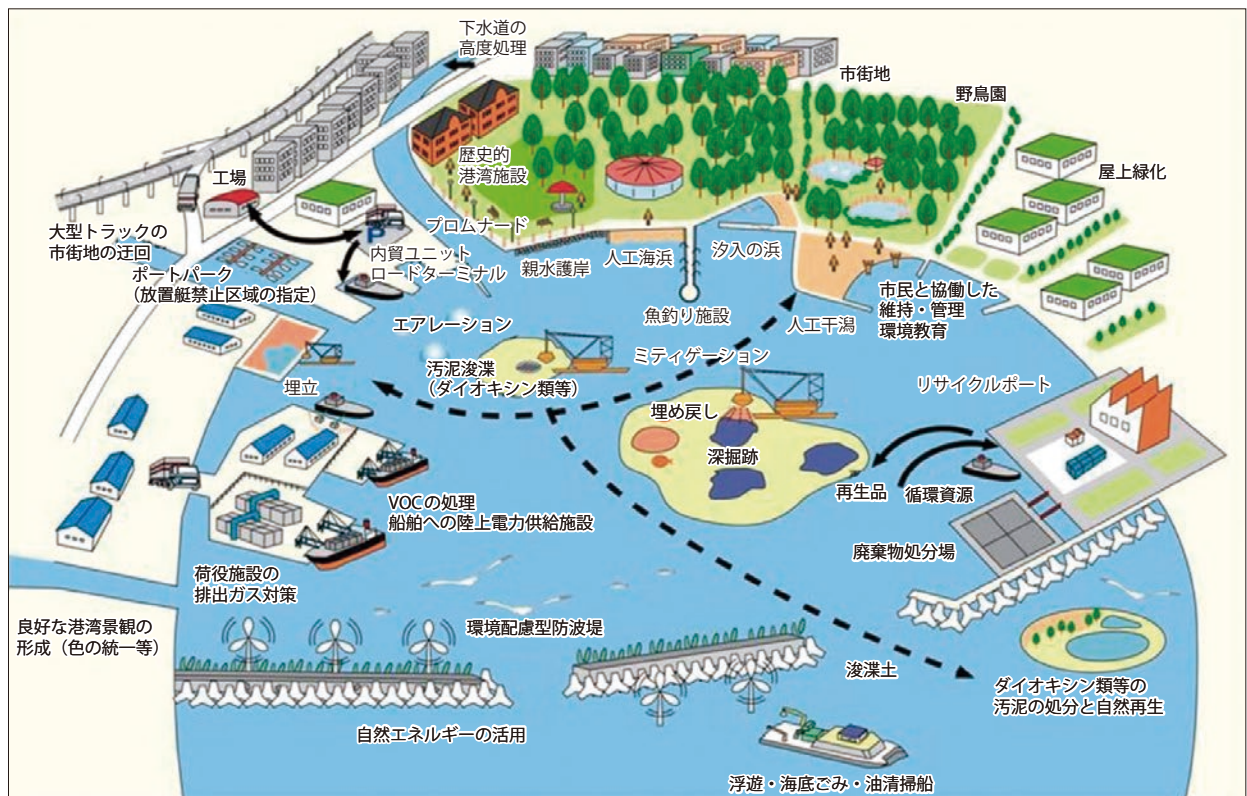 下水道の
高度処理
市街地
野鳥園
屋上緑化
歴史的
港湾施設
工場
大型トラックの
市街地の迂回
プロムナード
内貿ユニット
ロードターミナル
P
ポートパーク
(放置艇禁止区域の指定)
親水護岸
人工海浜
汐入の浜
魚釣り施設
人工干潟
市民と協働した
維持・管理
環境教育
エアレーション
汚泥浚渫
(ダイオキシン類等)
ミティゲーション
埋立
埋め戻し
深掘跡
リサイクルポート
再生品
循環資源
廃棄物処分場
VOCの処理
船舶への陸上電力供給施設
荷役施設の
排出ガス対策
良好な港湾景観の
形成(色の統一等)
環境配慮型防波堤
自然エネルギーの活用
浚渫土
ダイオキシン類等の
汚泥の処分と自然再生
浮遊・海底ごみ・油清掃船